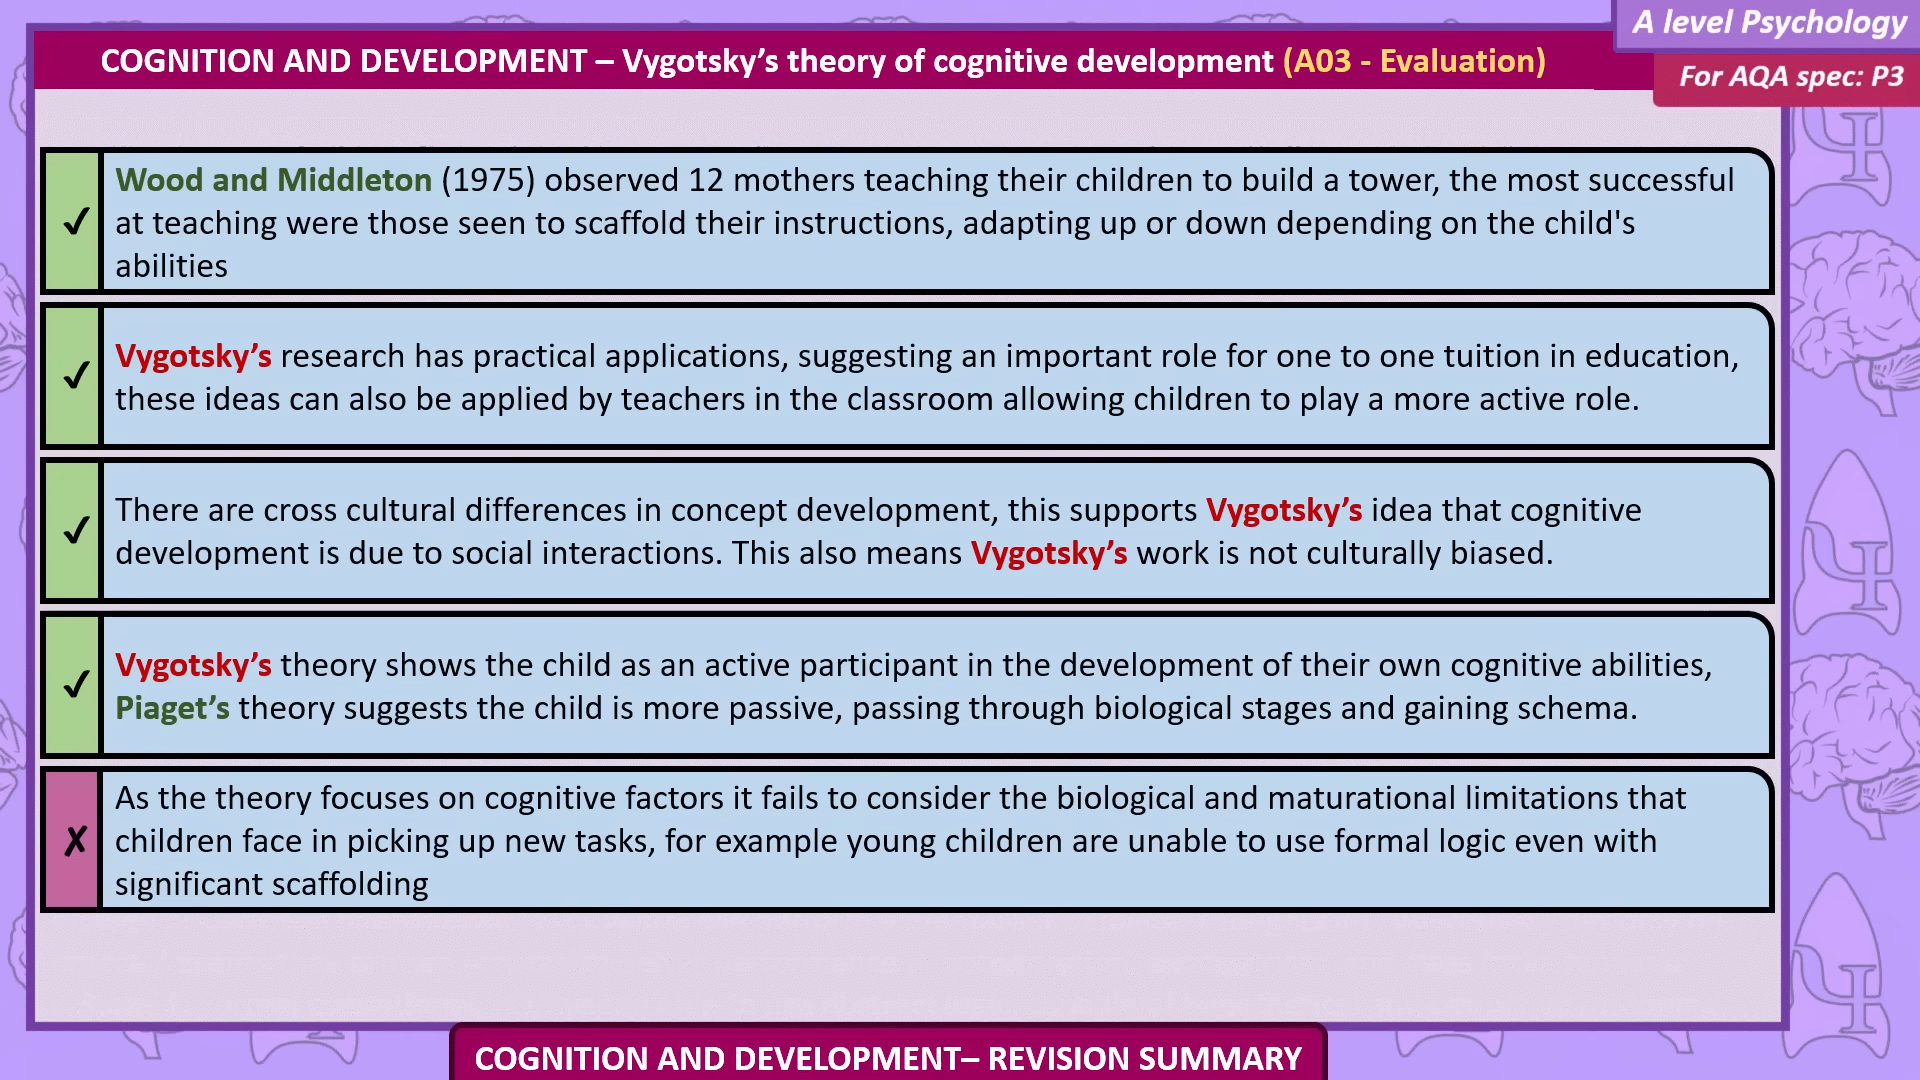 A level Psychology
COGNITION AND DEVELOPMENT – Vygotsky’s theory of cognitive development (A03 - Evaluation)
For AQA spec: P3
✓
Wood and Middleton (1975) observed 12 mothers teaching their children to build a tower, the most successful
at teaching were those seen to scaffold their instructions, adapting up or down depending on the child's
abilities
✓
Vygotsky’s research has practical applications, suggesting an important role for one to one tuition in education,
these ideas can also be applied by teachers in the classroom allowing children to play a more active role.
✓
There are cross cultural differences in concept development, this supports Vygotsky’s idea that cognitive
development is due to social interactions. This also means Vygotsky’s work is not culturally biased.
✓
Vygotsky’s theory shows the child as an active participant in the development of their own cognitive abilities,
Piaget’s theory suggests the child is more passive, passing through biological stages and gaining schema.
✗
As the theory focuses on cognitive factors it fails to consider the biological and maturational limitations that
children face in picking up new tasks, for example young children are unable to use formal logic even with
significant scaffolding
COGNITION AND DEVELOPMENT– REVISION SUMMARY